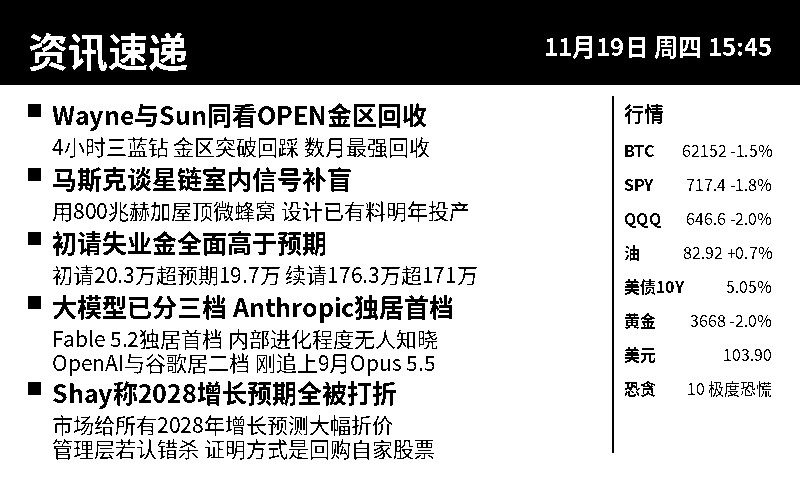 资讯速递
11月19日 周四 15:45
Wayne与Sun同看OPEN金区回收
4小时三蓝钻 金区突破回踩 数月最强回收
马斯克谈星链室内信号补盲
用800兆赫加屋顶微蜂窝 设计已有料明年投产
初请失业金全面高于预期
初请20.3万超预期19.7万 续请176.3万超171万
大模型已分三档 Anthropic独居首档
Fable 5.2独居首档 内部进化程度无人知晓
OpenAI与谷歌居二档 刚追上9月Opus 5.5
Shay称2028增长预期全被打折
市场给所有2028年增长预测大幅折价
管理层若认错杀 证明方式是回购自家股票
行情
BTC 62152 -1.5%
SPY 717.4 -1.8%
QQQ 646.6 -2.0%
油 82.92 +0.7%
美债10Y 5.05%
黄金 3668 -2.0%
美元 103.90
恐贪 10 极度恐慌